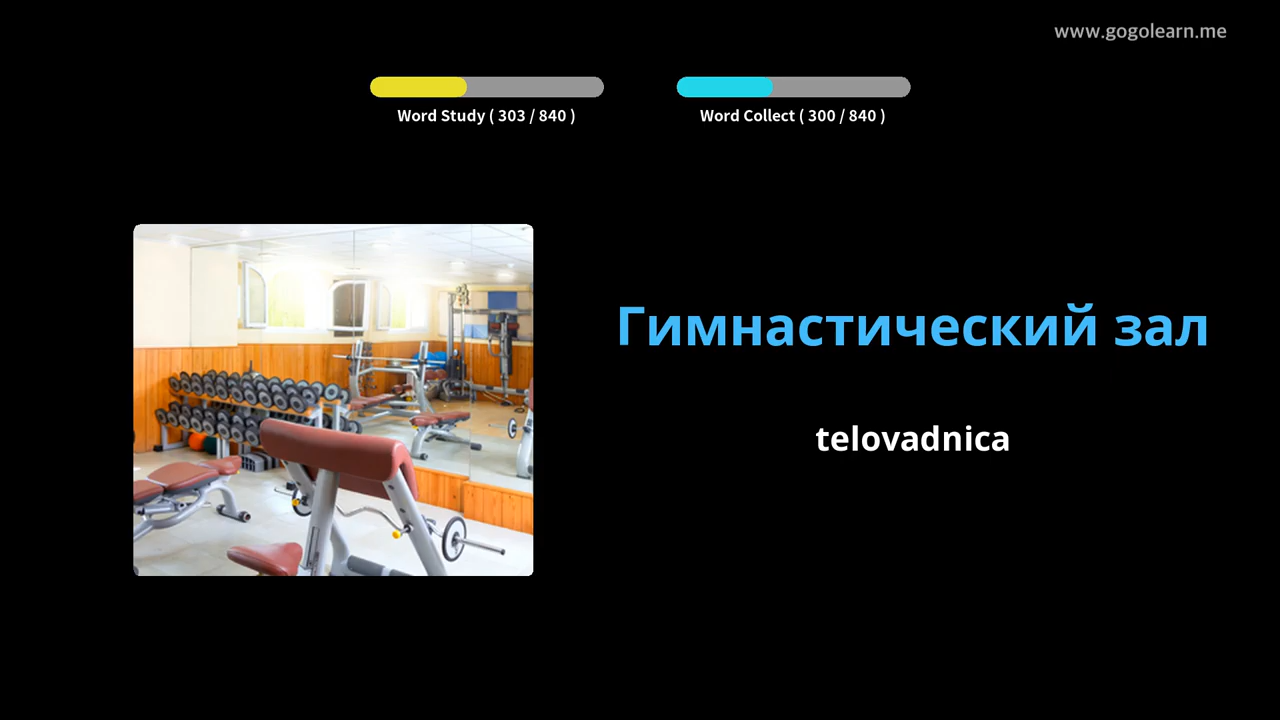 www.gogolearn.me
Word Study ( 303 / 840 )
Word Collect ( 300 / 840 )
Гимнастический зал
telovadnica